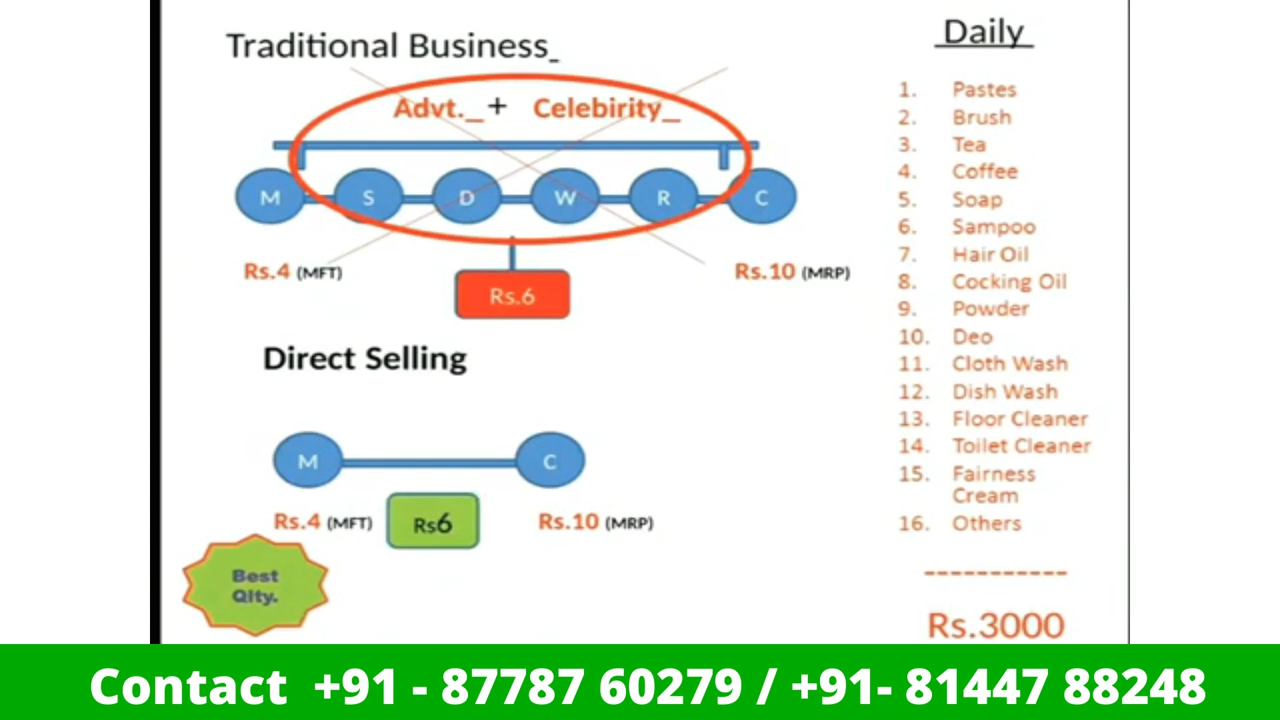 Traditional Business_
Advt._ + Celebirity_
M S D W R C
Rs.4 (MFT)
Rs.10 (MRP)
Rs.6
Direct Selling
M C
Rs.4 (MFT)
Rs6
Rs.10 (MRP)
Best
Qlty.
Daily
1. Pastes
2. Brush
3. Tea
4. Coffee
5. Soap
6. Sampoo
7. Hair Oil
8. Cocking Oil
9. Powder
10. Deo
11. Cloth Wash
12. Dish Wash
13. Floor Cleaner
14. Toilet Cleaner
15. Fairness
Cream
16. Others
-----------
Rs.3000
Contact +91 - 87787 60279 / +91- 81447 88248